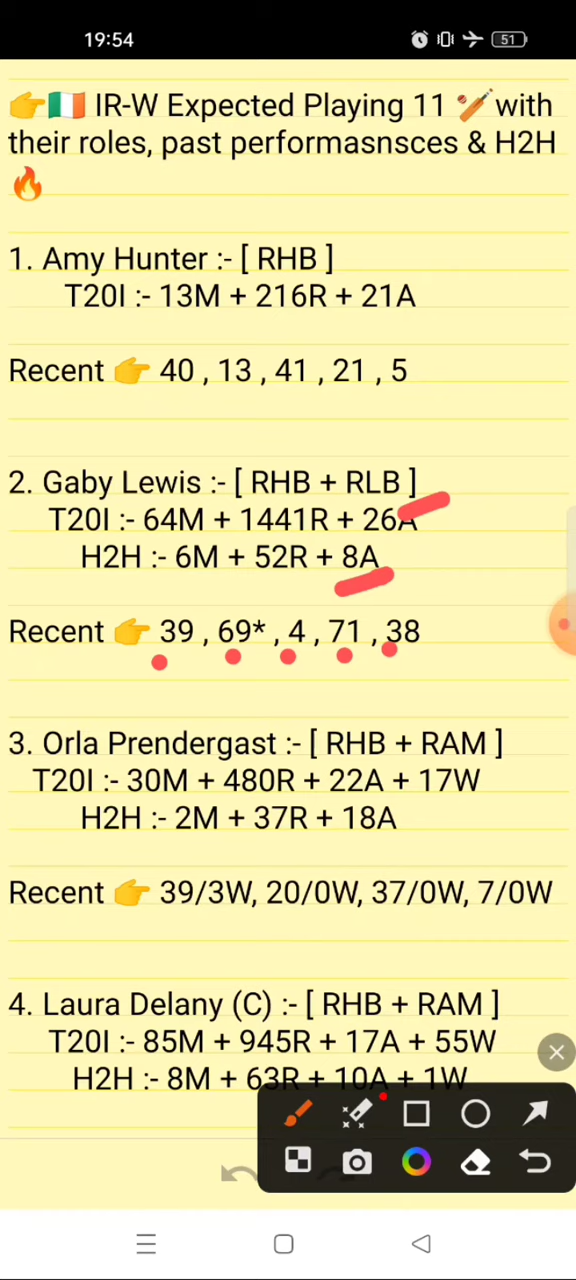 19:54
51
👉🇮🇪 IR-W Expected Playing 11 🏏 with
their roles, past performasnsces & H2H
🔥
1. Amy Hunter :- [ RHB ]
T20I :- 13M + 216R + 21A
Recent 👉 40 , 13 , 41 , 21 , 5
2. Gaby Lewis :- [ RHB + RLB ]
T20I :- 64M + 1441R + 26A
H2H :- 6M + 52R + 8A
Recent 👉 39 , 69* , 4 , 71 , 38
3. Orla Prendergast :- [ RHB + RAM ]
T20I :- 30M + 480R + 22A + 17W
H2H :- 2M + 37R + 18A
Recent 👉 39/3W, 20/0W, 37/0W, 7/0W
4. Laura Delany (C) :- [ RHB + RAM ]
T20I :- 85M + 945R + 17A + 55W
H2H :- 8M + 63R + 10A + 1W